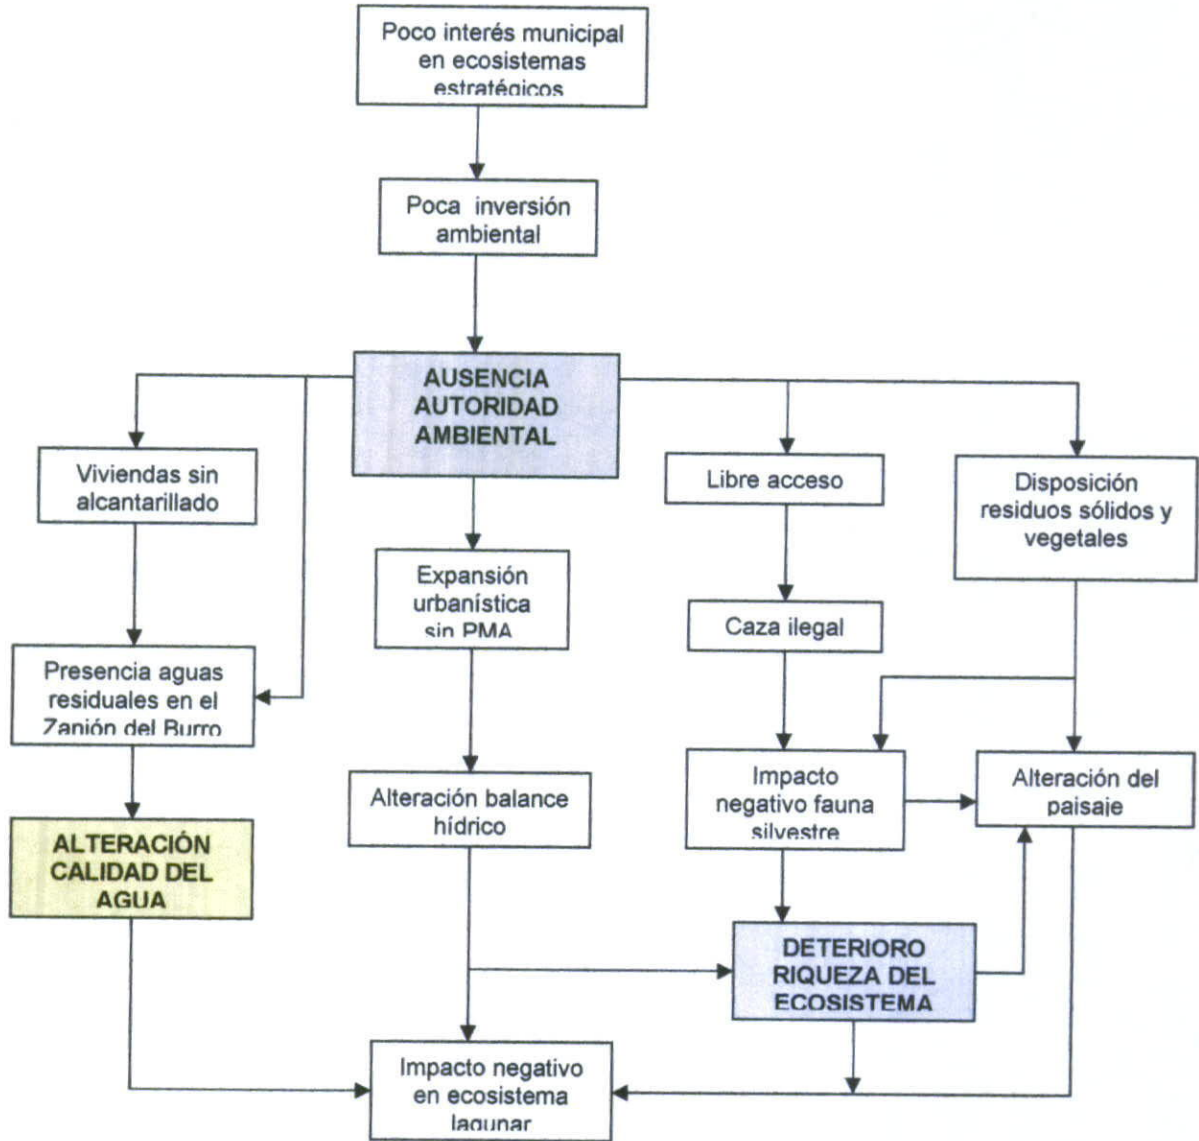 Poco interés municipal
en ecosistemas
estratégicos
Poca inversión
ambiental
AUSENCIA
AUTORIDAD
AMBIENTAL
Viviendas sin
alcantarillado
Libre acceso
Disposición
residuos sólidos y
vegetales
Expansión
urbanística
sin PMA
Caza ilegal
Presencia aguas
residuales en el
Zanjón del Burro
Alteración balance
hídrico
Impacto
negativo fauna
silvestre
Alteración del
paisaje
ALTERACIÓN
CALIDAD DEL
AGUA
DETERIORO
RIQUEZA DEL
ECOSISTEMA
Impacto negativo
en ecosistema
lagunar